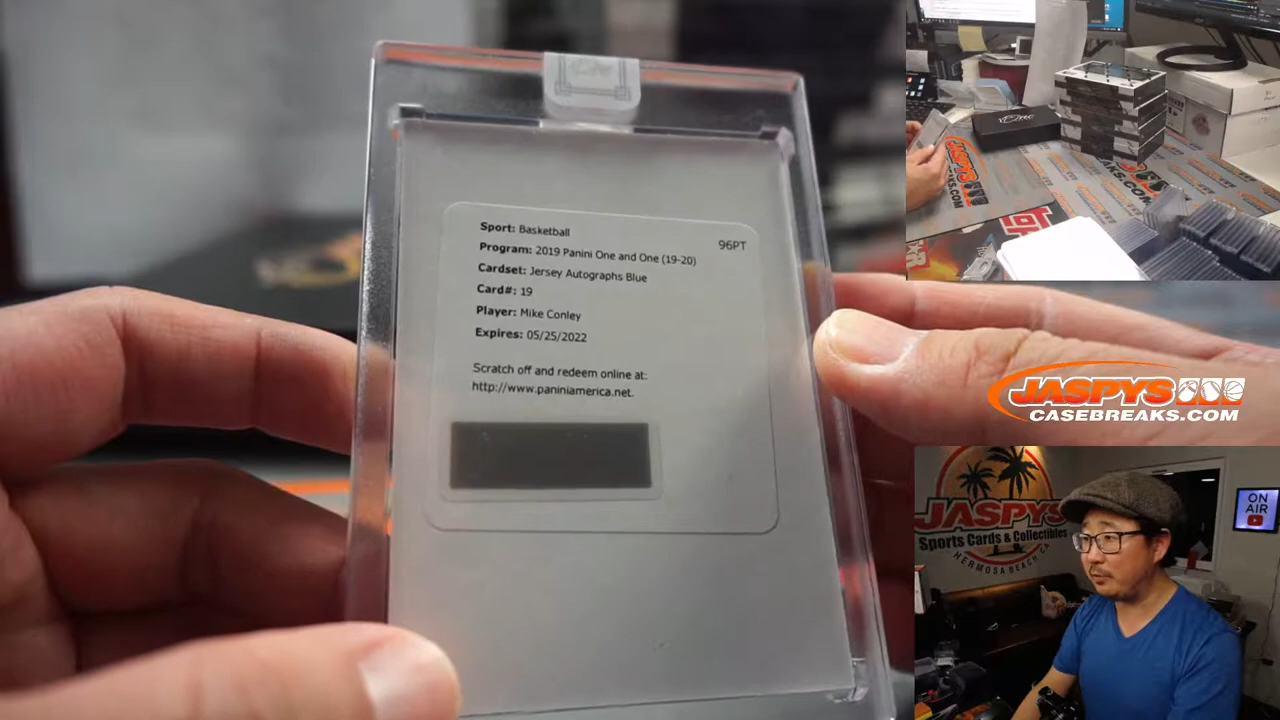 Sport: Basketball
96PT
Program: 2019 Panini One and One (19-20)
Cardset: Jersey Autographs Blue
Card#: 19
Player: Mike Conley
Expires: 05/25/2022
Scratch off and redeem online at:
http://www.paniniamerica.net.
JASPYS
CASEBREAKS.COM
JASPYS
Sports Cards & Collectibles
HERMOSA BEACH CA
ON
AIR
JASPYS